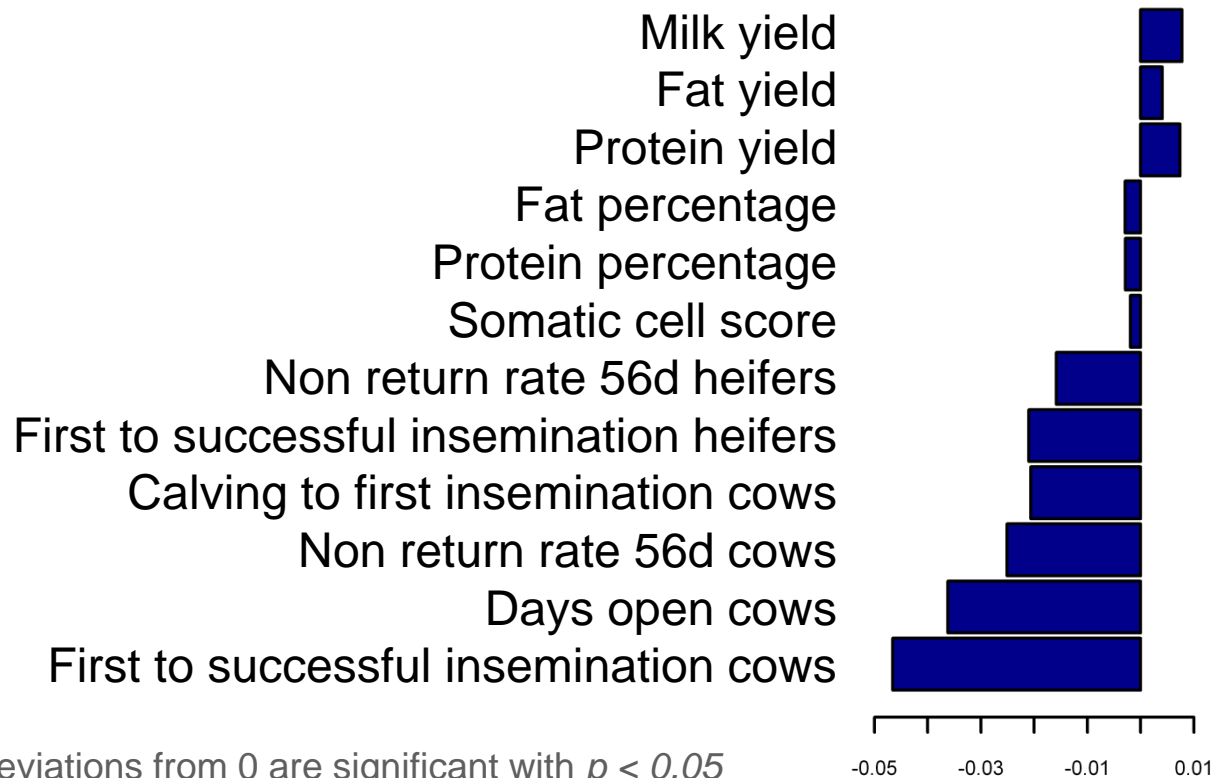 Milk yield
Fat yield
Protein yield
Fat percentage
Protein percentage
Somatic cell score
Non return rate 56d heifers
First to successful insemination heifers
Calving to first insemination cows
Non return rate 56d cows
Days open cows
First to successful insemination cows
eviations from 0 are significant with p < 0.05
-0.05 -0.03 -0.01 0.01